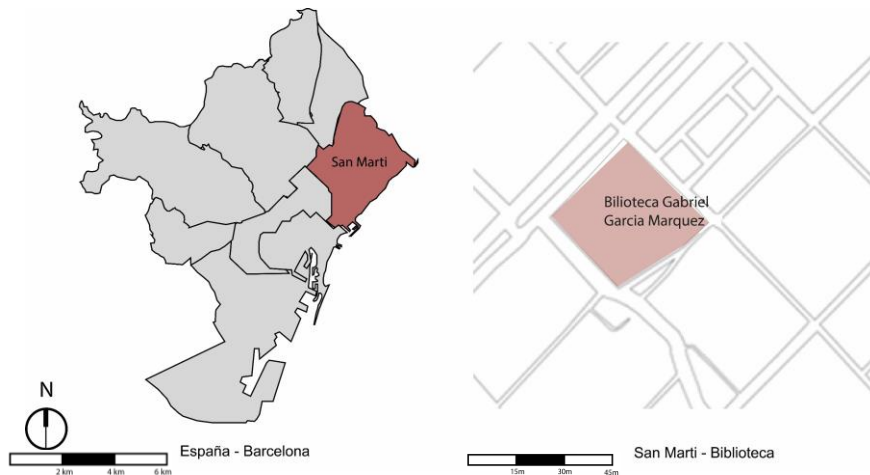 San Marti
Bilioteca Gabriel
Garcia Marquez
N
2 km 4 km 6 km
España - Barcelona
15m 30m 45m
San Marti - Biblioteca